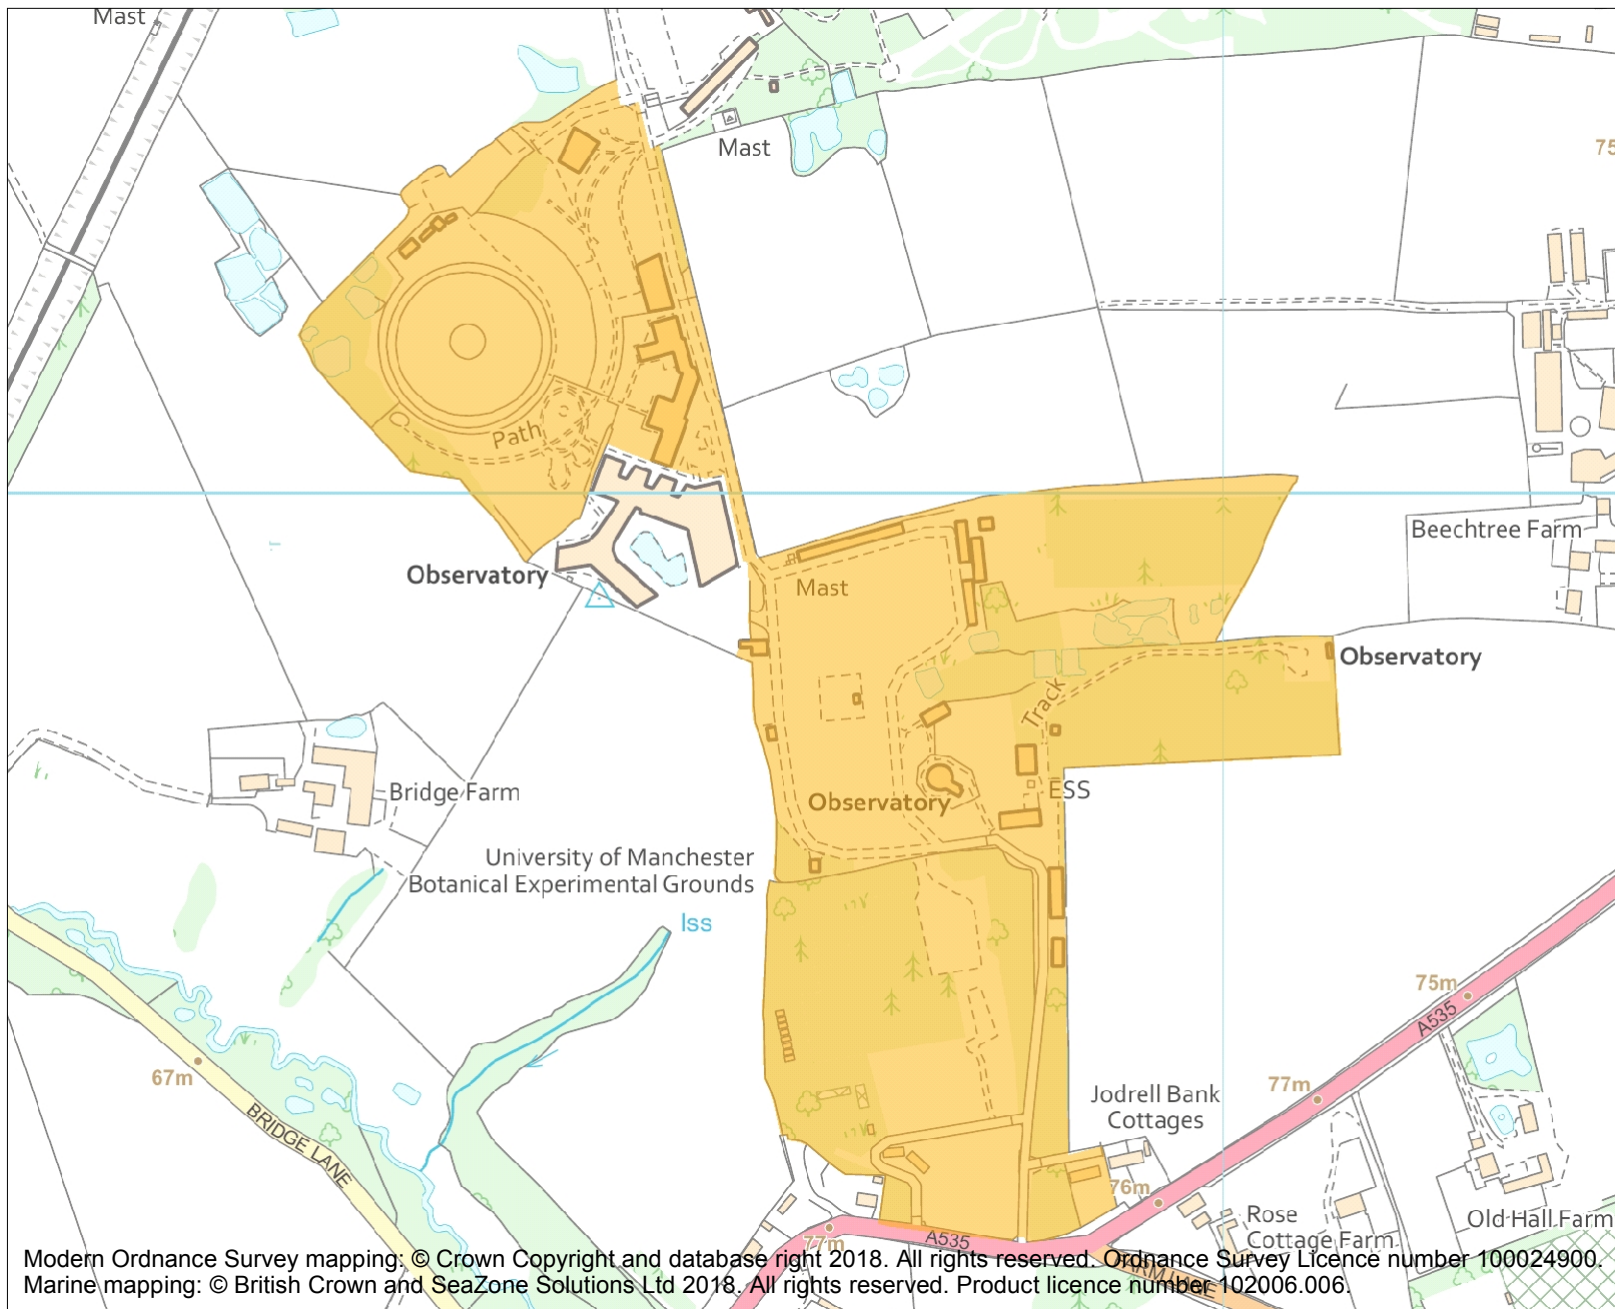 Mast
Mast
75
Path
Beechtree Farm
Observatory
Mast
Observatory
Track
Bridge Farm
ESS
Observatory
University of Manchester
Botanical Experimental Grounds
Iss
75m
A535
67m
77m
Jodrell Bank
Cottages
BRIDGE LANE
76m
Rose
Cottage Farm
Old Hall Farm
77m
A535
Modern Ordnance Survey mapping: © Crown Copyright and database right 2018. All rights reserved. Ordnance Survey Licence number 100024900.
Marine mapping: © British Crown and SeaZone Solutions Ltd 2018. All rights reserved. Product licence number 102006.006.